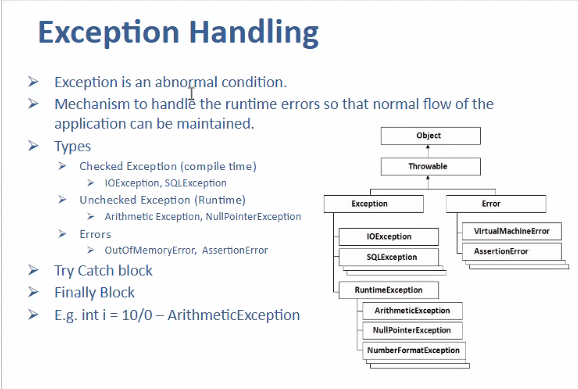 Exception Handling
Exception is an abnormal condition.
Mechanism to handle the runtime errors so that normal flow of the
application can be maintained.
Types
Checked Exception (compile time)
IOException, SQLException
Unchecked Exception (Runtime)
Arithmetic Exception, NullPointerException
Errors
OutOfMemoryError, AssertionError
Try Catch block
Finally Block
E.g. int i = 10/0 – ArithmeticException
Object
Throwable
Exception
Error
IOException
SQLException
RuntimeException
ArithmeticException
NullPointerException
NumberFormatException
VirtualMachineError
AssertionError